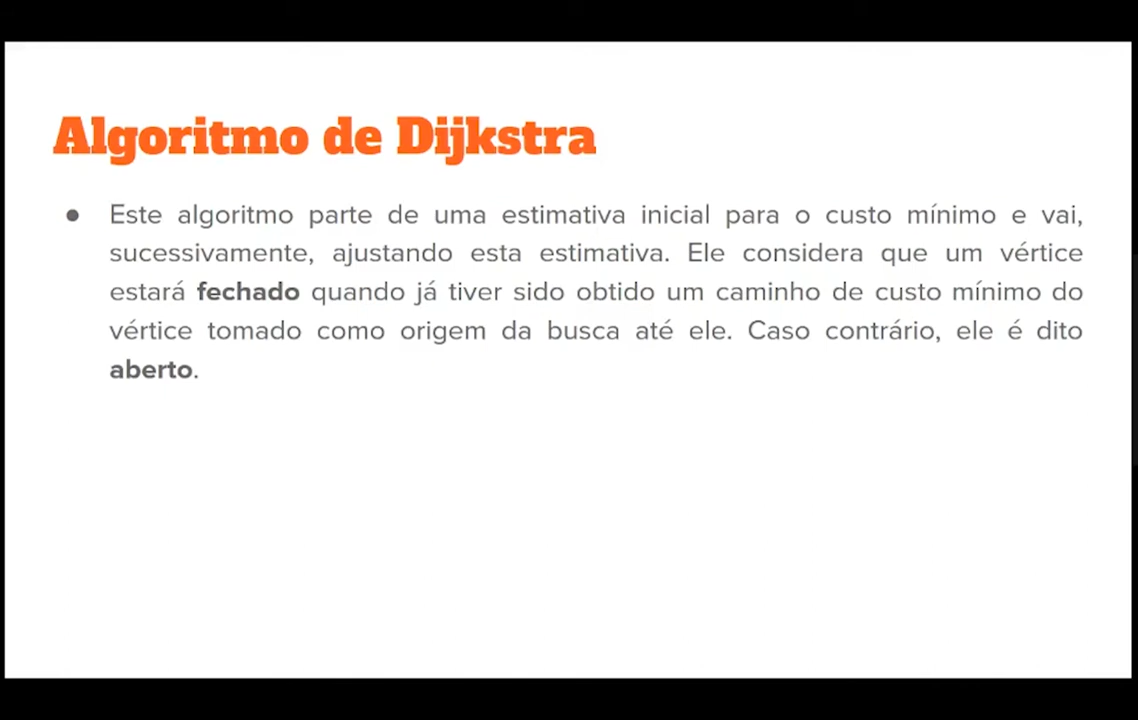 Algoritmo de Dijkstra
● Este algoritmo parte de uma estimativa inicial para o custo mínimo e vai,
sucessivamente, ajustando esta estimativa. Ele considera que um vértice
estará fechado quando já tiver sido obtido um caminho de custo mínimo do
vértice tomado como origem da busca até ele. Caso contrário, ele é dito
aberto.